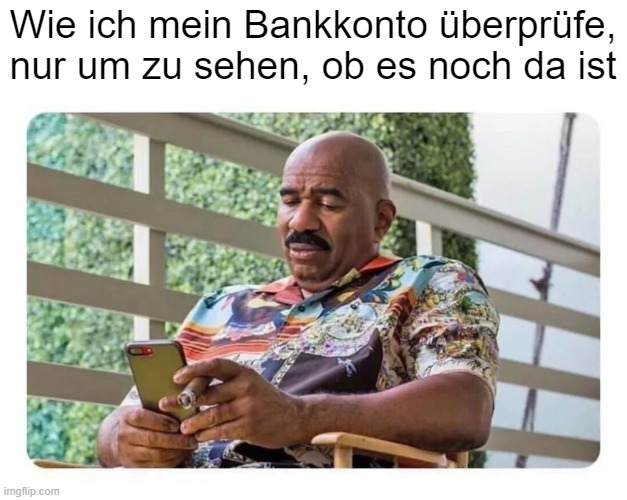 Wie ich mein Bankkonto überprüfe,
nur um zu sehen, ob es noch da ist
imgflip.com